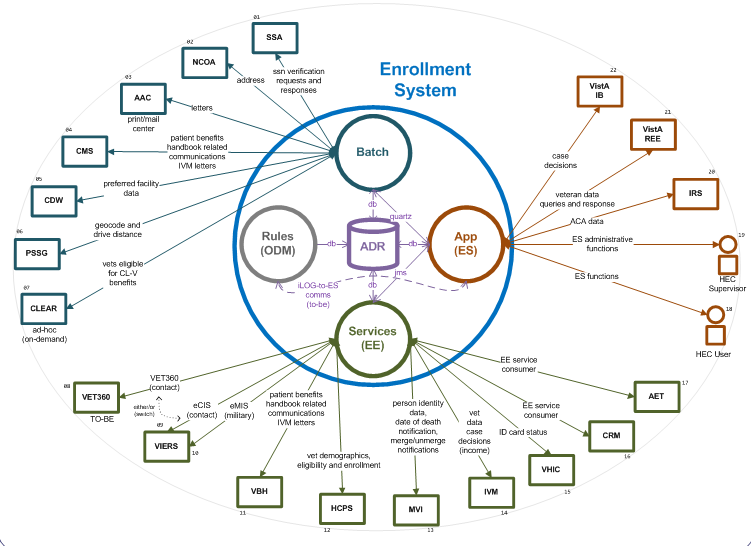 01
SSA
ssn verification
requests and
responses
02
NCOA
address
03
AAC
print/mail
center
letters
04
CMS
patient benefits
handbook related
communications
IVM letters
05
CDW
preferred facility
data
06
PSSG
geocode and
drive distance
07
CLEAR
ad-hoc
(on-demand)
vets eligible
for CL-V
benefits
Enrollment
System
Batch
db
quartz
Rules
(ODM)
db
ADR
db
App
(ES)
jms
iLOG-to-ES
comms
(to-be)
db
Services
(EE)
22
VistA
IB
case
decisions
21
VistA
REE
veteran data
queries and response
20
IRS
ACA data
19
ES administrative
functions
HEC
Supervisor
18
ES functions
HEC User
08
VET360
TO-BE
VET360
(contact)
either/or
(switch)
09
VIERS
10
eCIS
(contact)
eMIS
(military)
patient benefits
handbook related
communications
IVM letters
VBH
11
vet demographics,
eligibility and enrollment
HCPS
12
person identity
data,
date of death
notification,
merge/unmerge
notifications
MVI
13
vet
data
case
decisions
(income)
IVM
14
ID card status
VHIC
15
EE service
consumer
CRM
16
EE service
consumer
AET
17